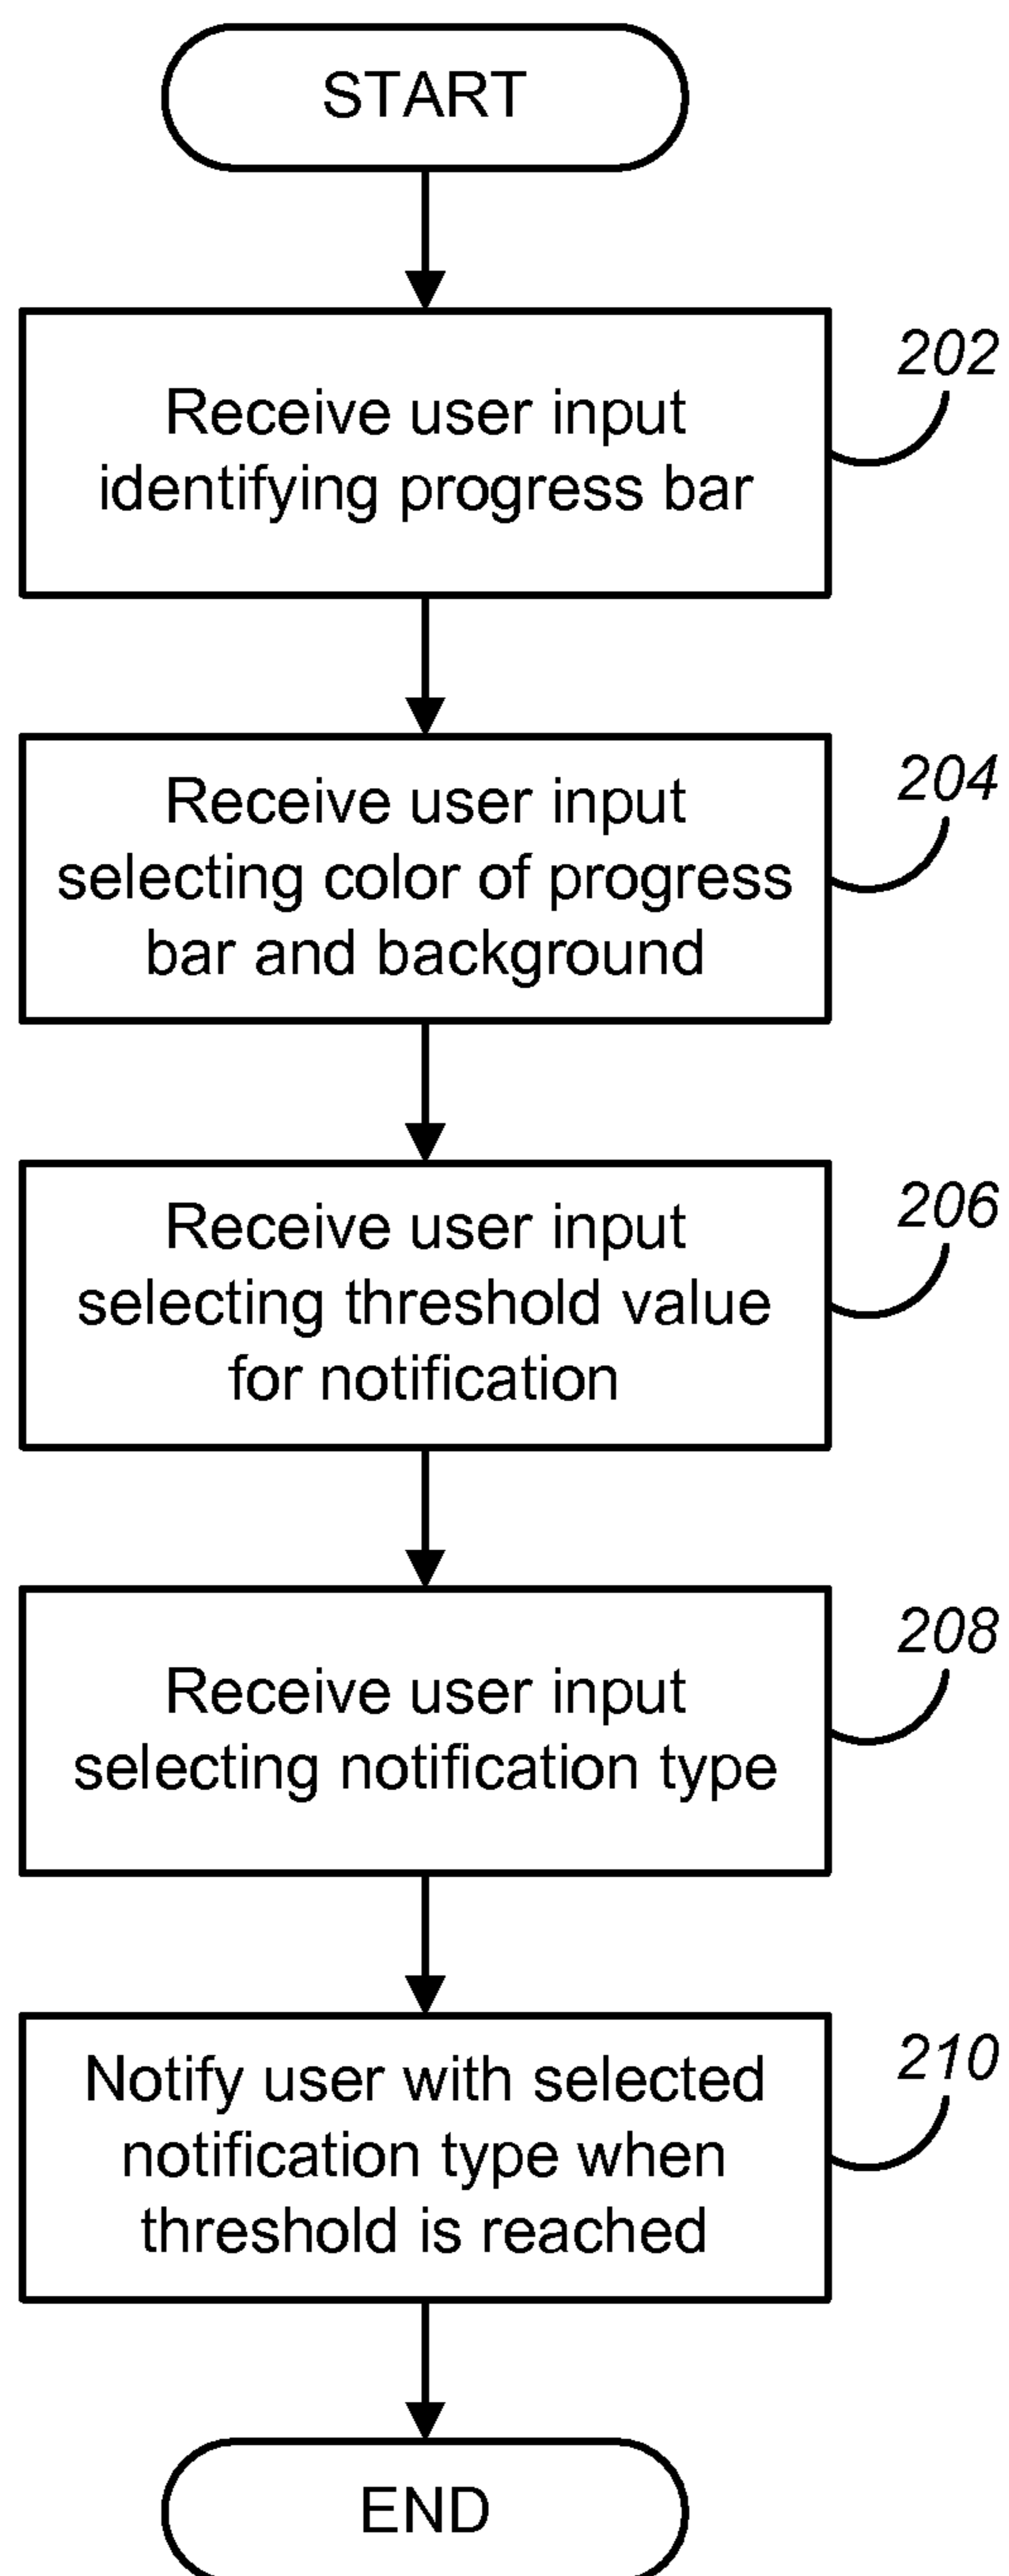 START
202
Receive user input
identifying progress bar
204
Receive user input
selecting color of progress
bar and background
206
Receive user input
selecting threshold value
for notification
208
Receive user input
selecting notification type
210
Notify user with selected
notification type when
threshold is reached
END